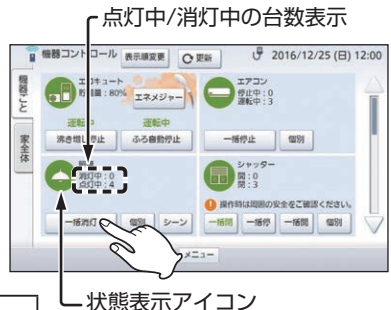 点灯中/消灯中の台数表示
機器コントロール 表示順変更 更新 2016/12/25 (日) 12:00
機器ごと
家全体
エコキュート
貯湯量：80% エネメジャー
運転中 運転中
沸き増し停止 ふろ自動停止
エアコン
停止中：0
運転中：3
一括停止 個別
消灯中：0
点灯中：4
一括消灯 個別 シーン
シャッター
開：0
閉：3
操作時は周囲の安全をご確認ください。
一括開 一括停 一括閉 個別
メニュー
状態表示アイコン